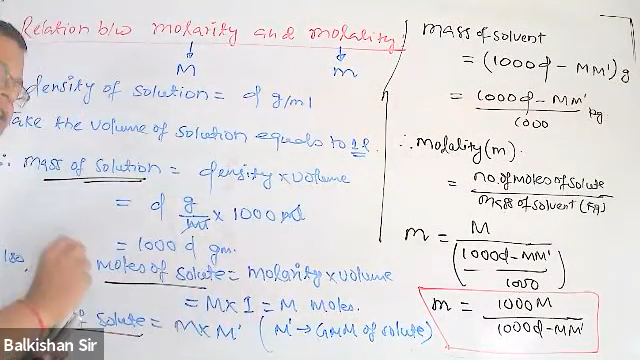 Relation b/w molarity and molality
M m
density of solution = d g/ml
Take the volume of solution equals to 1 l
∴ mass of solution = density × volume
= d g/ml × 1000 ml
= 1000 d gm.
moles of solute = molarity × volume
= M × 1 = M moles.
of solute = M × M' (M' → GMM of solute)
mass of solvent
= (1000d - MM') g
= 1000d - MM' / 1000 kg
∴ molality (m)
= no. of moles of solute / mass of solvent (kg)
m = M / (1000d - MM' / 1000)
m = 1000M / 1000d - MM'
Balkishan Sir